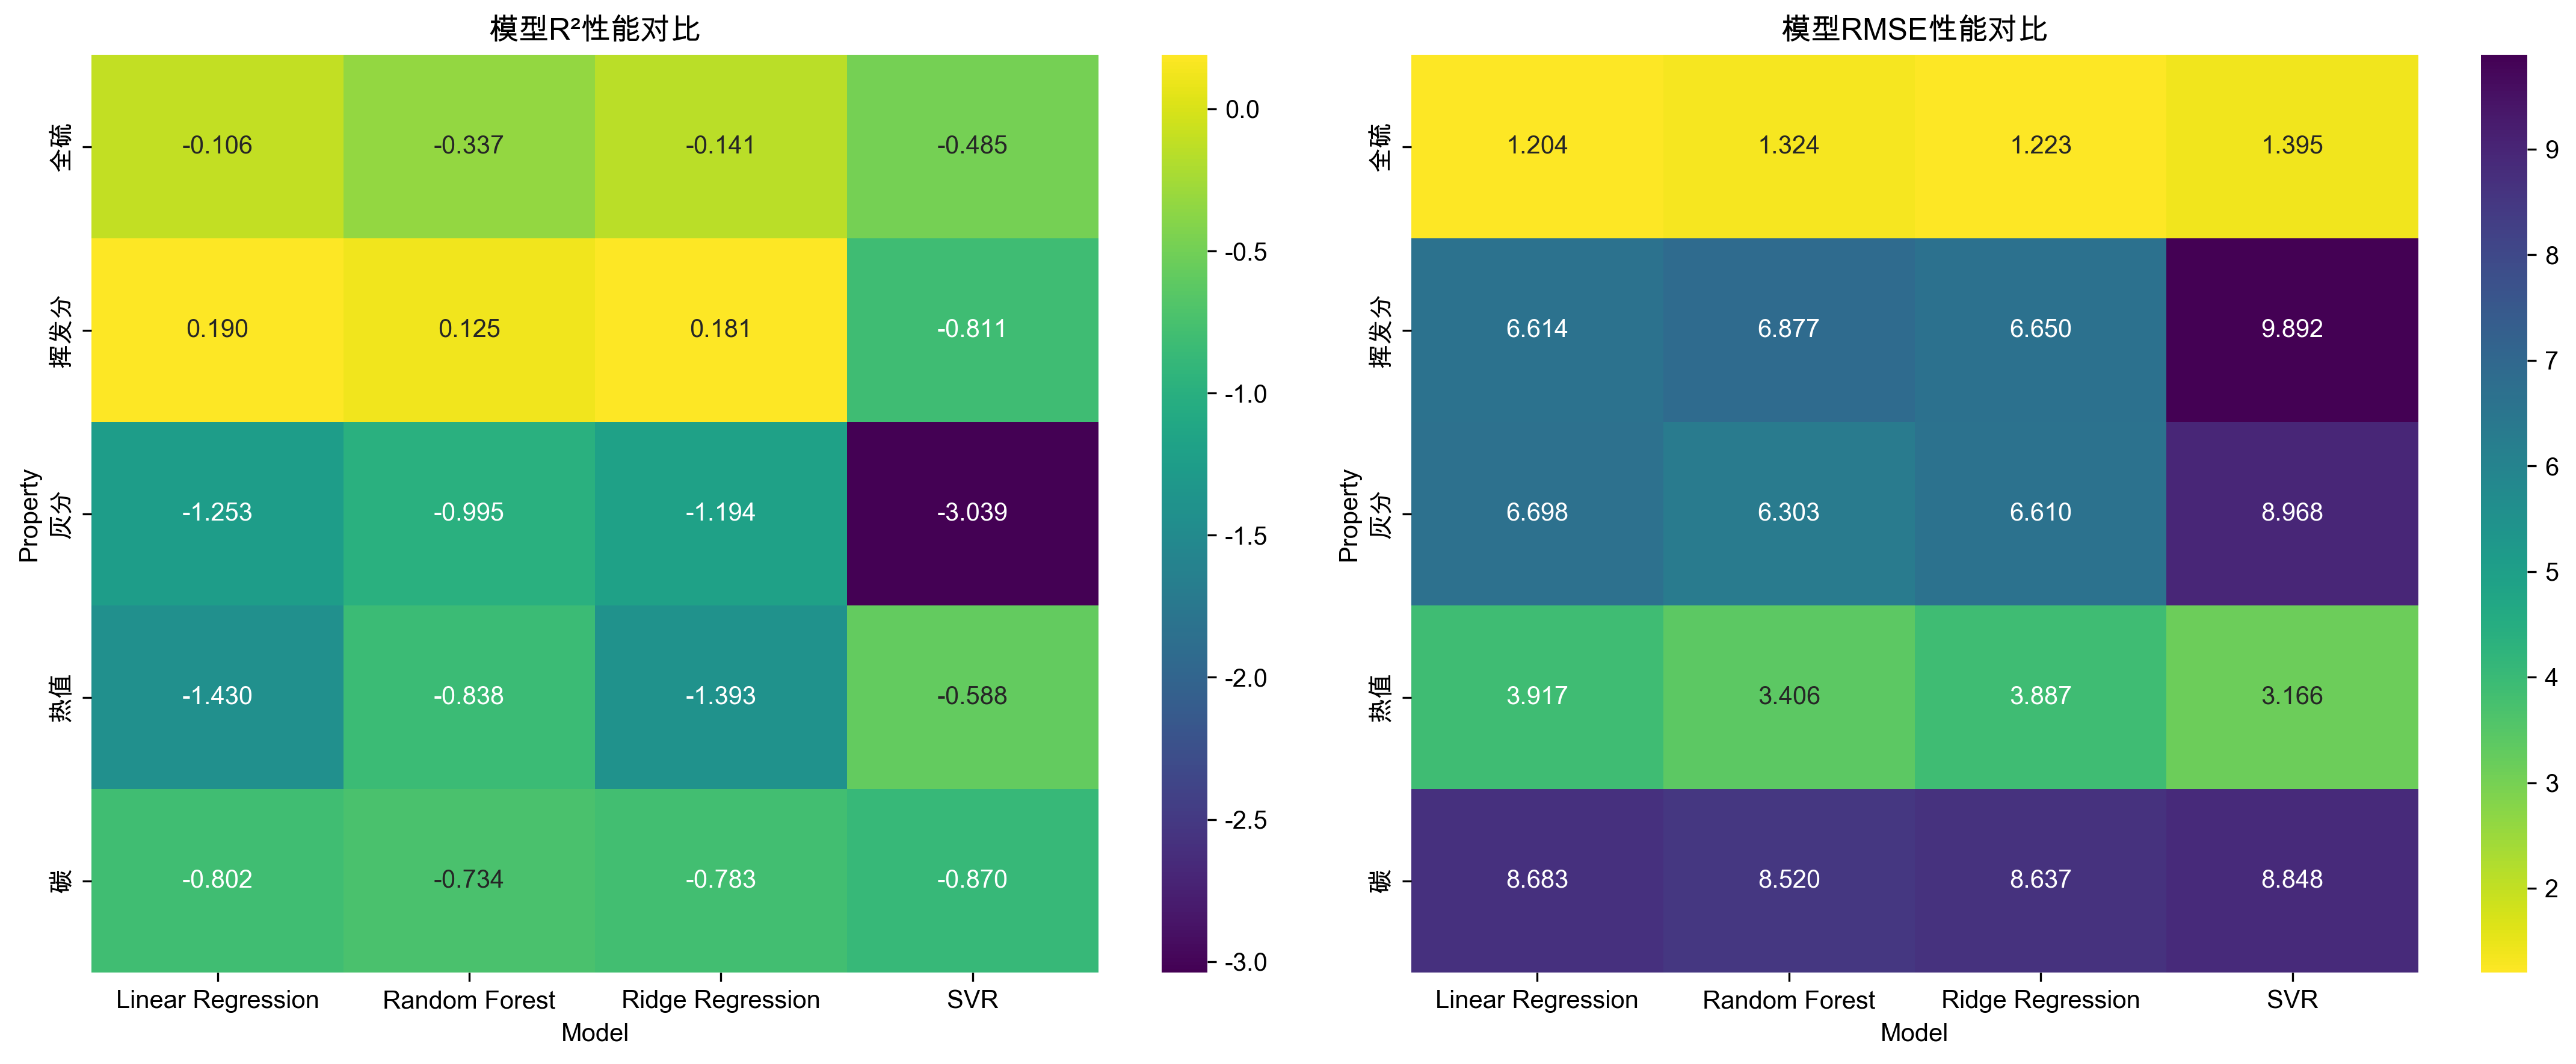 模型R²性能对比
全硫
-0.106 -0.337 -0.141 -0.485
挥发分
0.190 0.125 0.181 -0.811
Property
灰分
-1.253 -0.995 -1.194 -3.039
热值
-1.430 -0.838 -1.393 -0.588
碳
-0.802 -0.734 -0.783 -0.870
Linear Regression Random Forest Ridge Regression SVR
Model
0.0
-0.5
-1.0
-1.5
-2.0
-2.5
-3.0
模型RMSE性能对比
全硫
1.204 1.324 1.223 1.395
挥发分
6.614 6.877 6.650 9.892
Property
灰分
6.698 6.303 6.610 8.968
热值
3.917 3.406 3.887 3.166
碳
8.683 8.520 8.637 8.848
Linear Regression Random Forest Ridge Regression SVR
Model
9
8
7
6
5
4
3
2